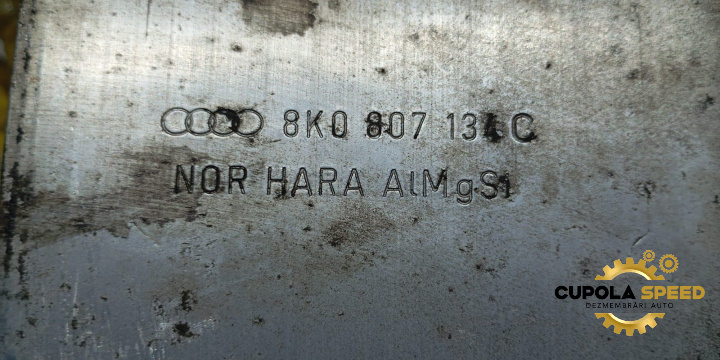 8K0 807 134 C
NOR HARA AlMgSi
CUPOLA SPEED
DEZMEMBRĂRI AUTO